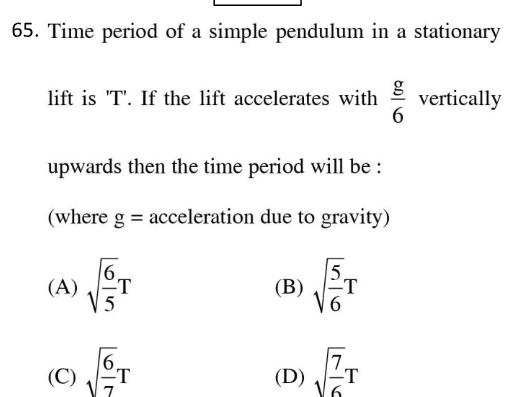 65. Time period of a simple pendulum in a stationary
lift is 'T'. If the lift accelerates with g/6 vertically
upwards then the time period will be :
(where g = acceleration due to gravity)
(A) √(6/5)T (B) √(5/6)T
(C) √(6/7)T (D) √(7/6)T